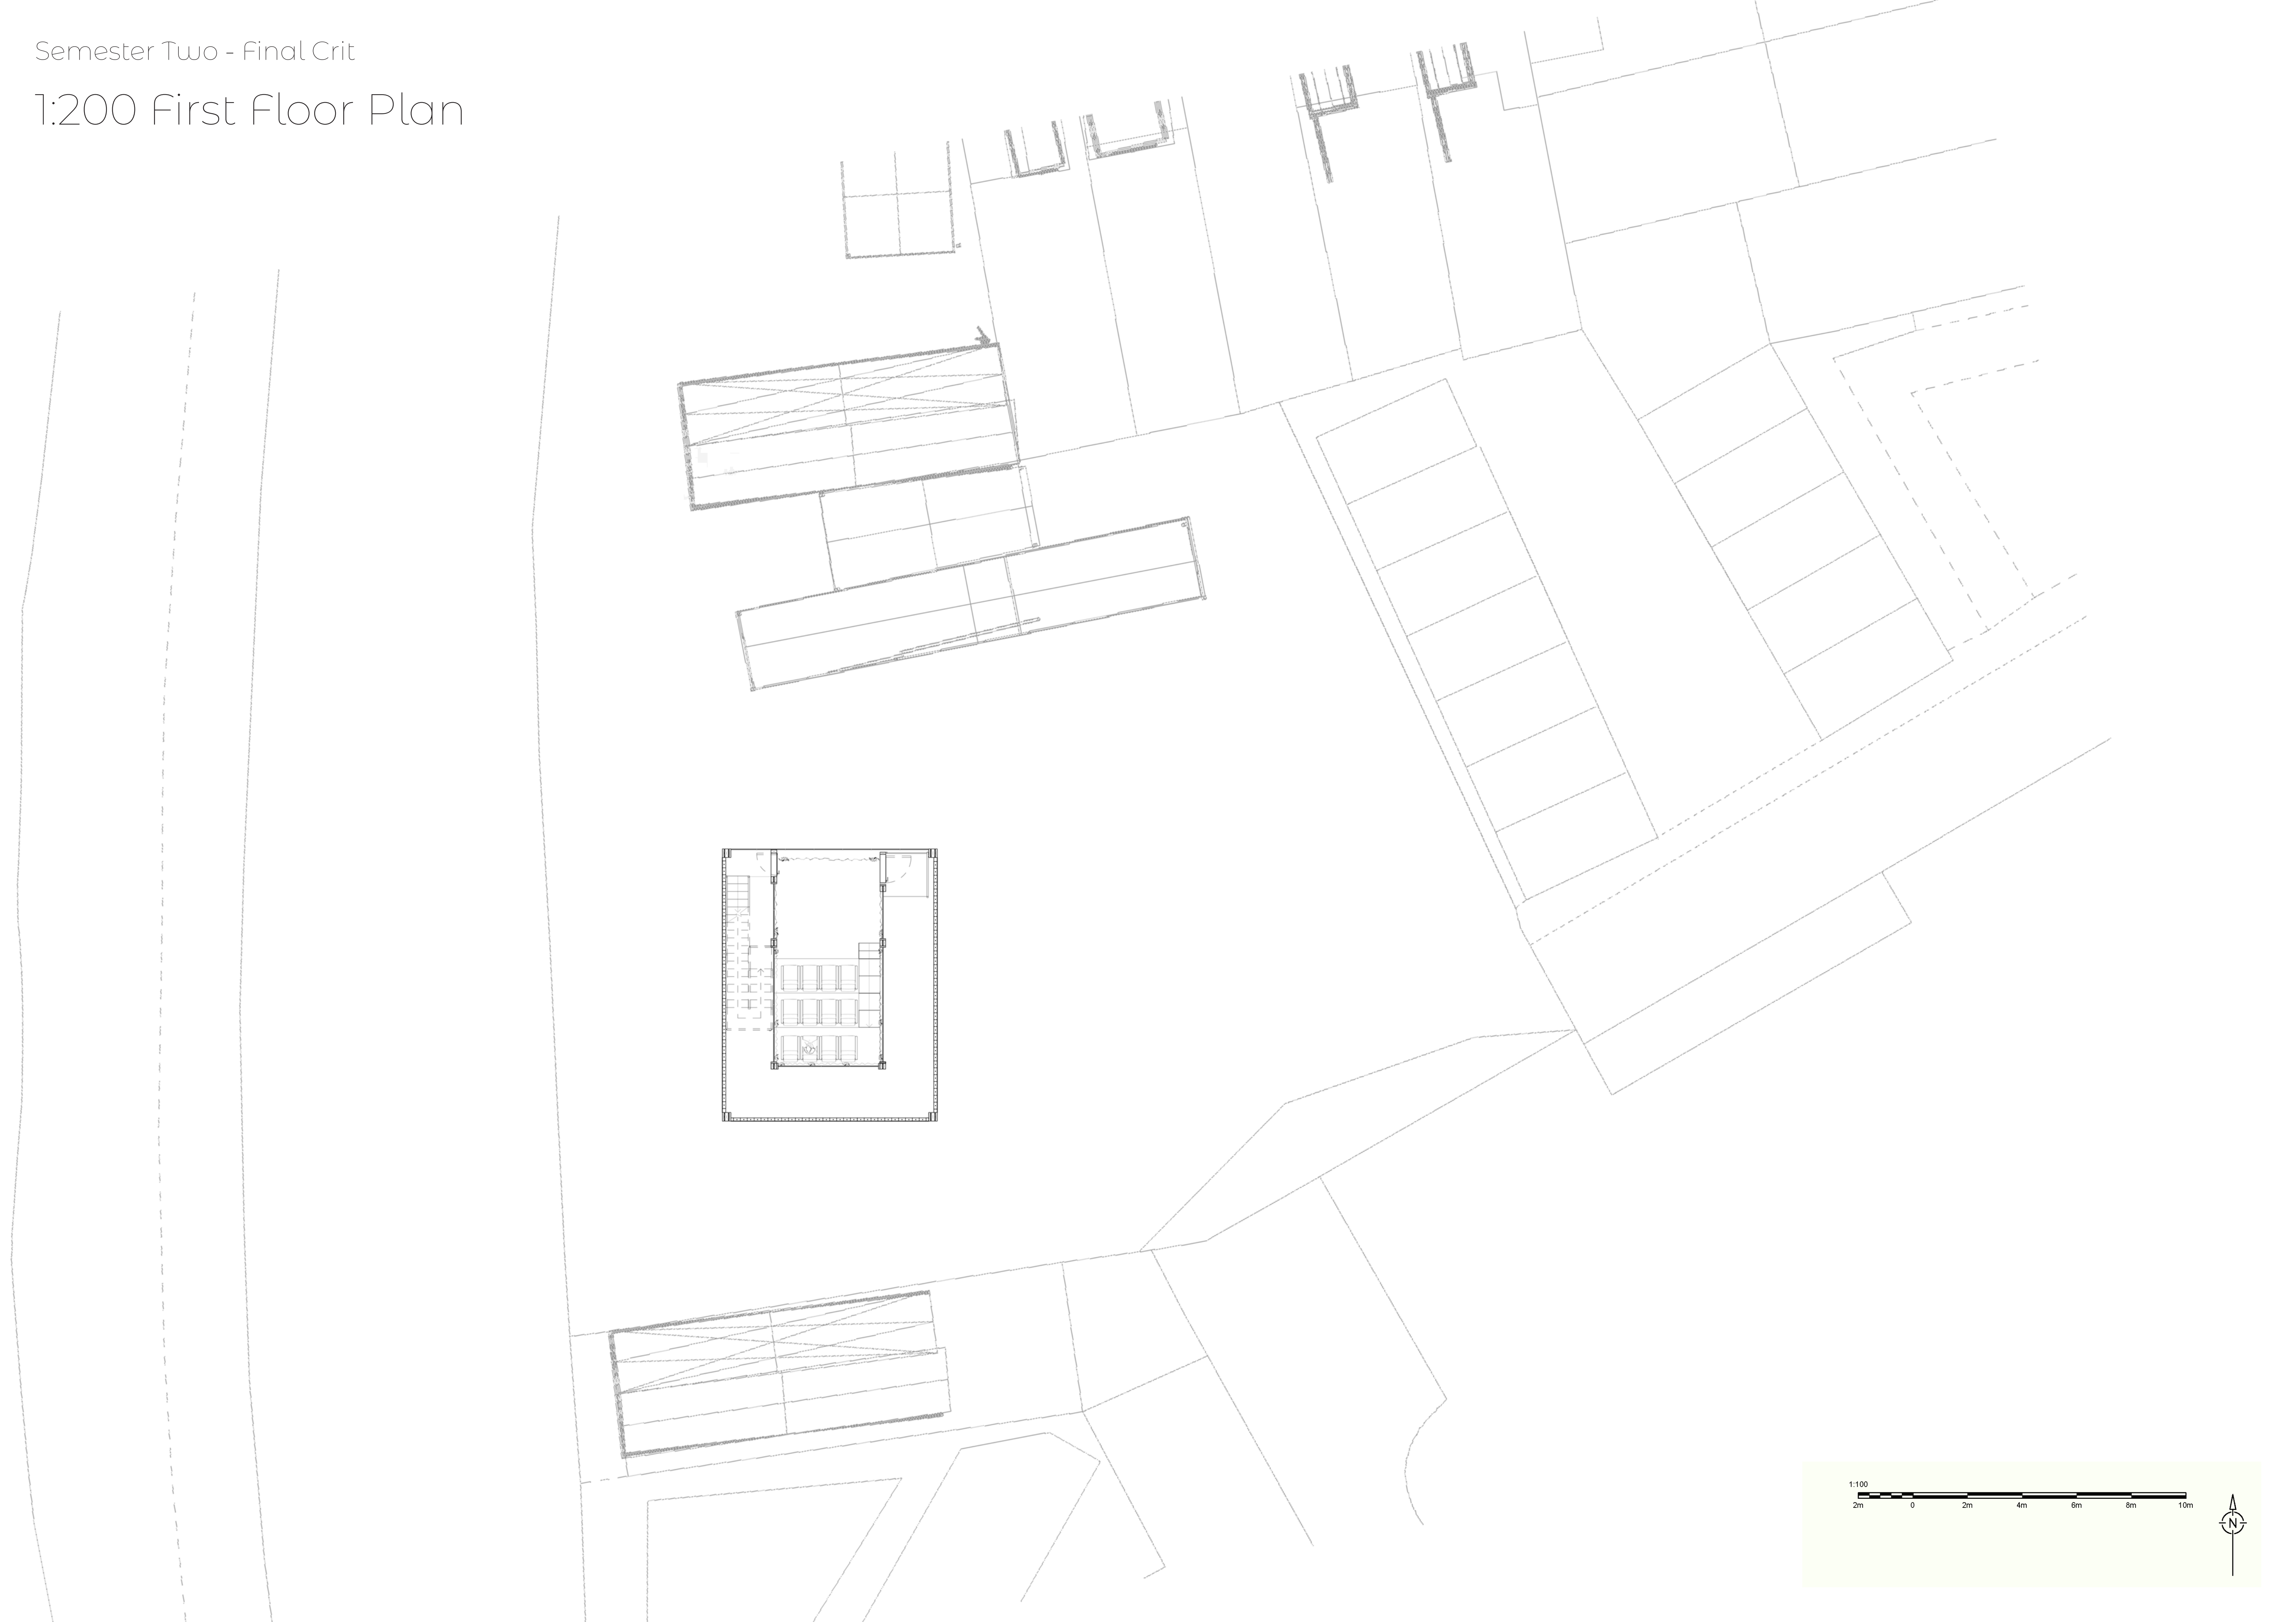 Semester Two - Final Crit
1:200 First Floor Plan
1:100
2m 0 2m 4m 6m 8m 10m
N